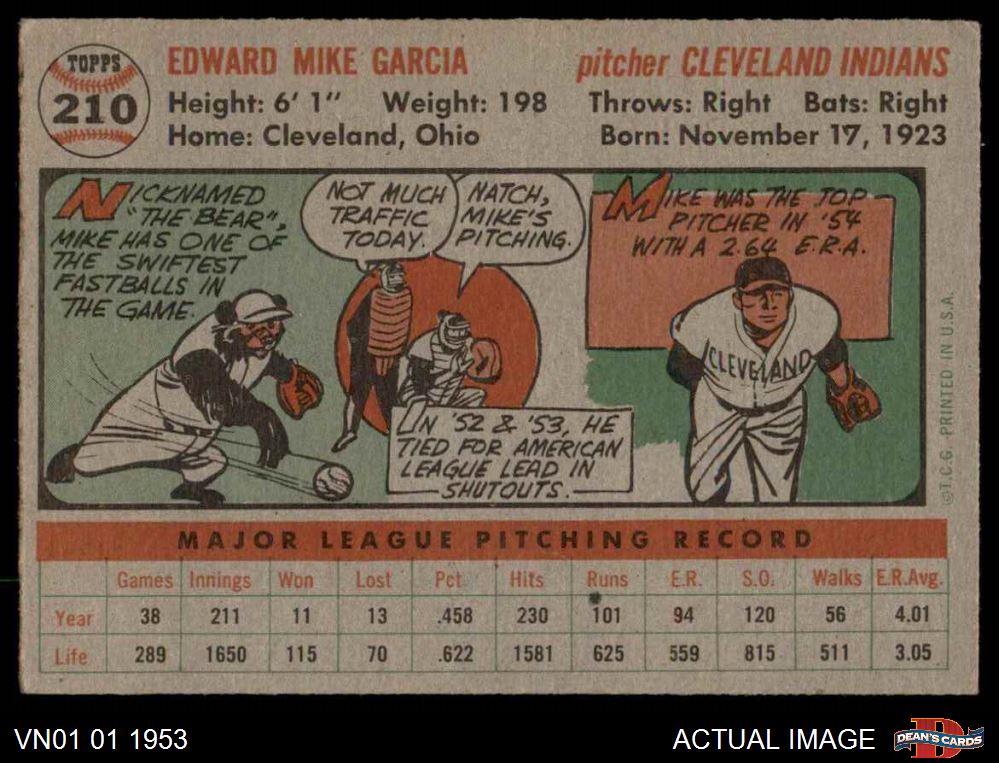 TOPPS
210
EDWARD MIKE GARCIA
pitcher CLEVELAND INDIANS
Height: 6' 1" Weight: 198
Throws: Right Bats: Right
Home: Cleveland, Ohio
Born: November 17, 1923
NICKNAMED
"THE BEAR",
MIKE HAS ONE OF
THE SWIFTEST
FASTBALLS IN
THE GAME.
NOT MUCH
TRAFFIC
TODAY.
NATCH,
MIKE'S
PITCHING.
IN '52 & '53, HE
TIED FOR AMERICAN
LEAGUE LEAD IN
SHUTOUTS.
MIKE WAS THE TOP
PITCHER IN '54
WITH A 2.64 E.R.A.
CLEVELAND
©T.C.G. PRINTED IN U.S.A.
MAJOR LEAGUE PITCHING RECORD
Games Innings Won Lost Pct. Hits Runs E.R. S.O. Walks E.R.Avg.
Year 38 211 11 13 .458 230 101 94 120 56 4.01
Life 289 1650 115 70 .622 1581 625 559 815 511 3.05
VN01 01 1953
ACTUAL IMAGE
D
DEAN'S CARDS